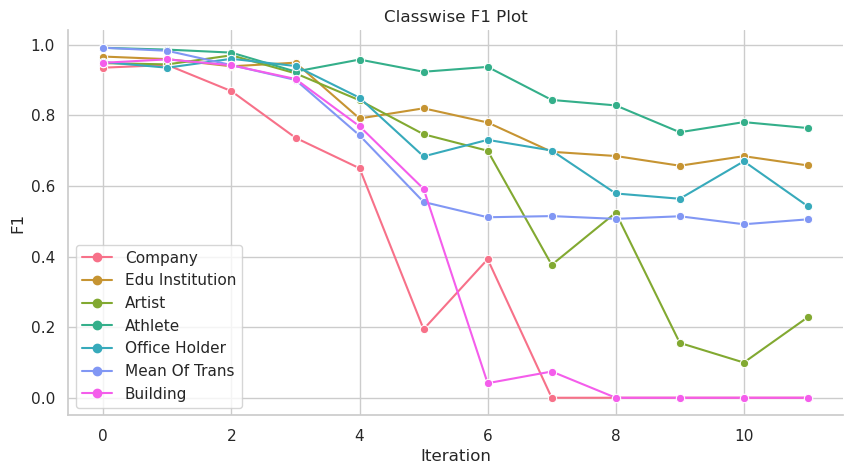 Classwise F1 Plot
F1
1.0
0.8
0.6
0.4
0.2
0.0
Company
Edu Institution
Artist
Athlete
Office Holder
Mean Of Trans
Building
0 2 4 6 8 10
Iteration